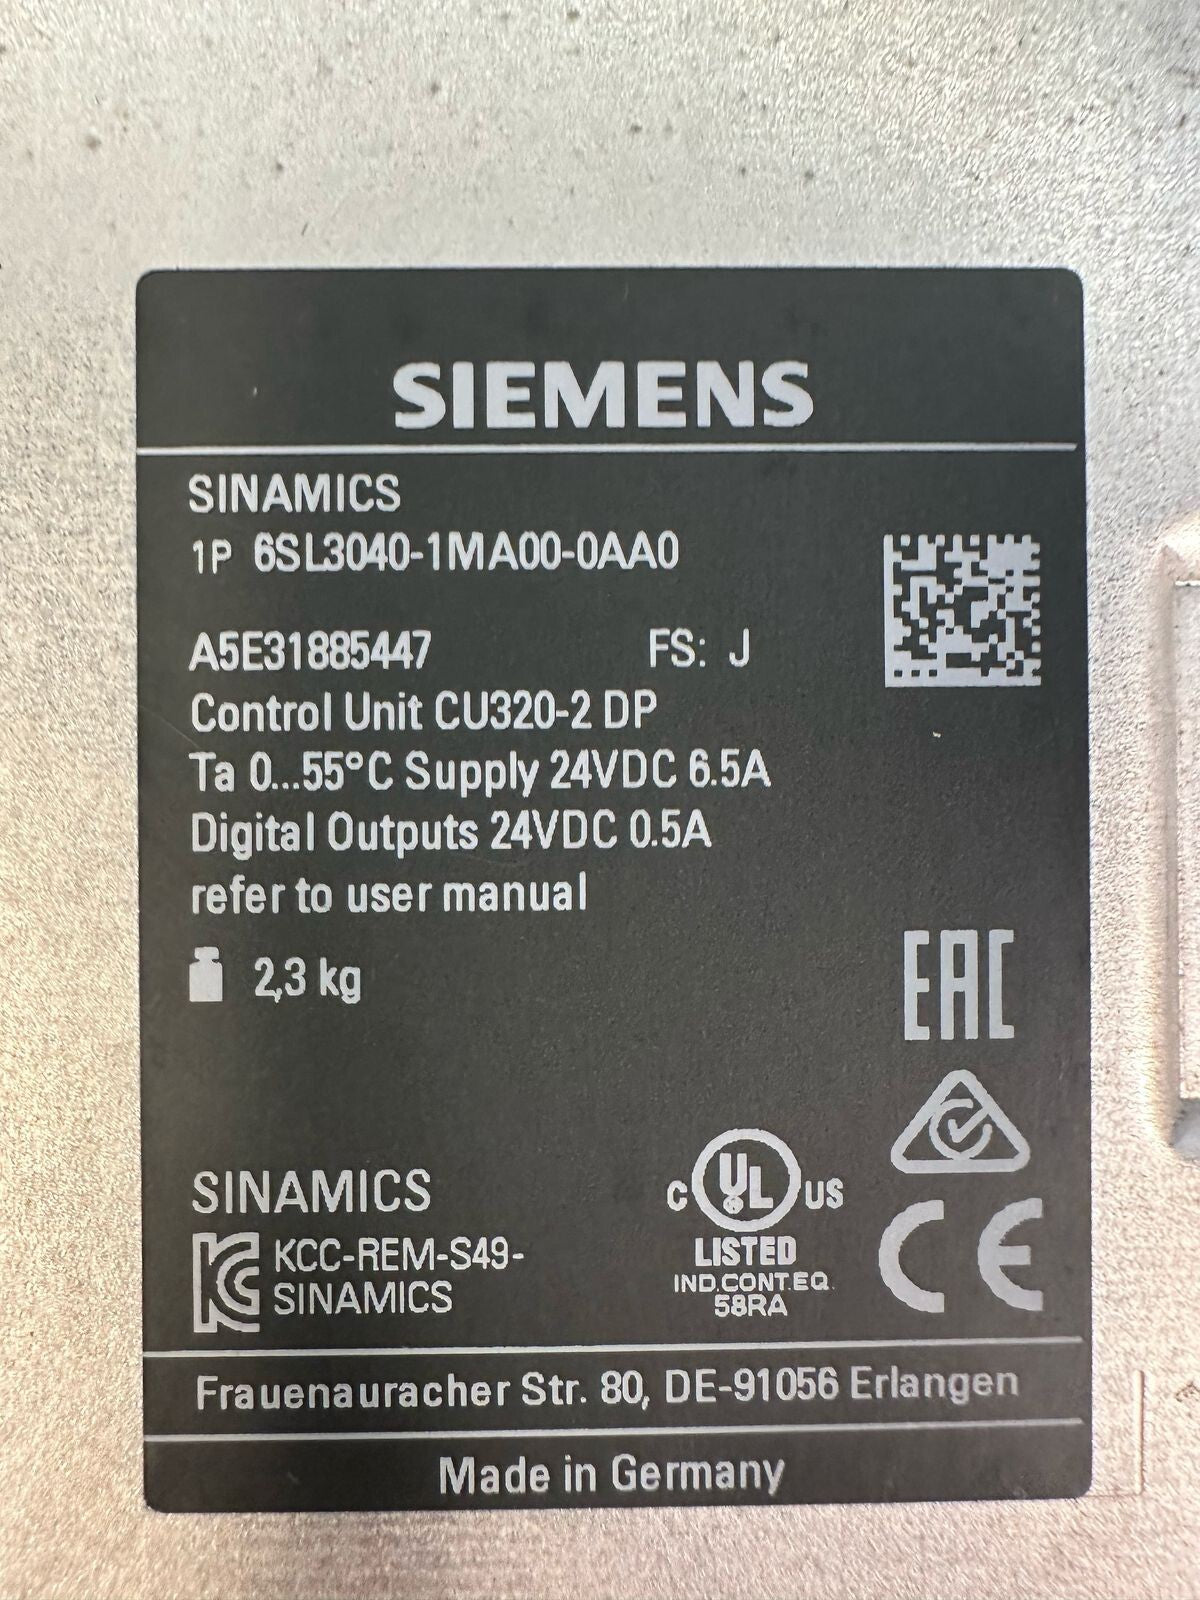 SIEMENS
SINAMICS
1P 6SL3040-1MA00-0AA0
A5E31885447 FS: J
Control Unit CU320-2 DP
Ta 0...55°C Supply 24VDC 6.5A
Digital Outputs 24VDC 0.5A
refer to user manual
2,3 kg
EAC
SINAMICS
KCC-REM-S49-
SINAMICS
C UL US
LISTED
IND.CONT.EQ.
58RA
CE
Frauenauracher Str. 80, DE-91056 Erlangen
Made in Germany